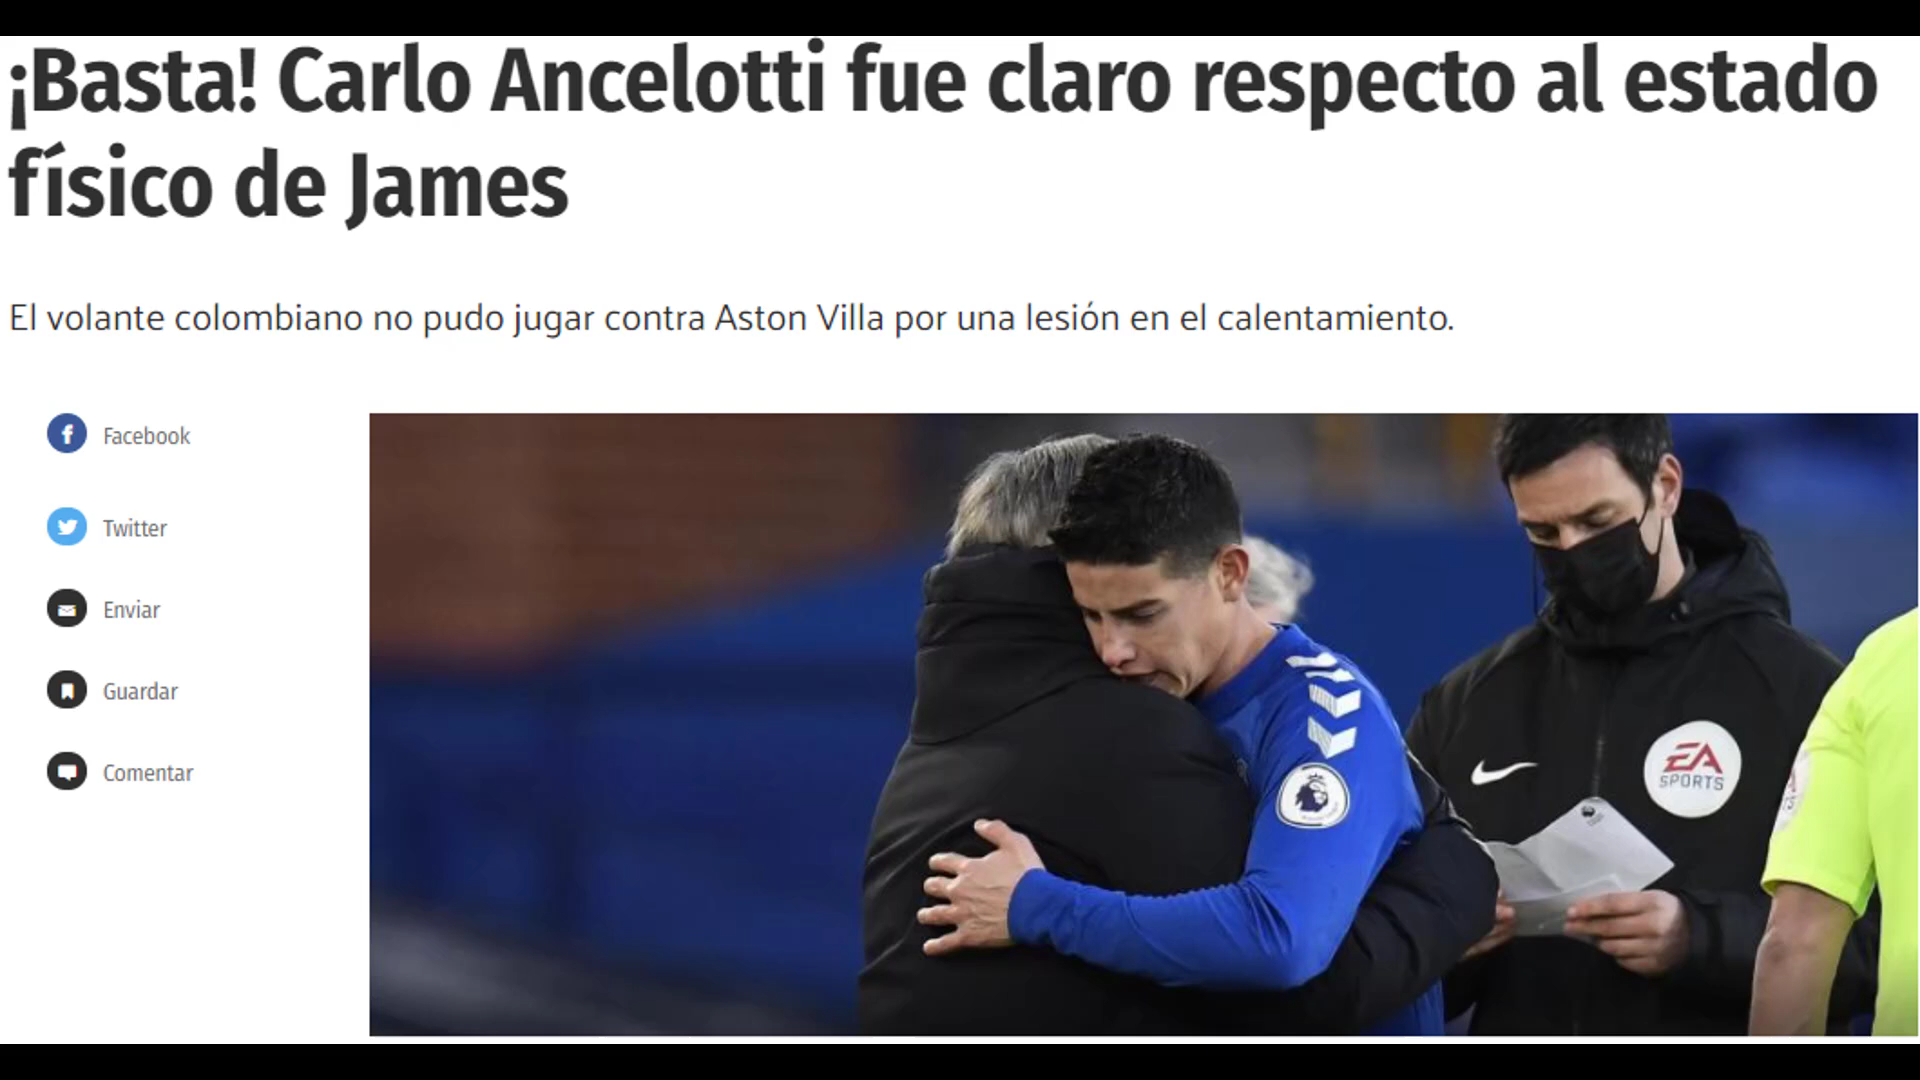 ¡Basta! Carlo Ancelotti fue claro respecto al estado
físico de James
El volante colombiano no pudo jugar contra Aston Villa por una lesión en el calentamiento.
Facebook
Twitter
Enviar
Guardar
Comentar
EA
SPORTS